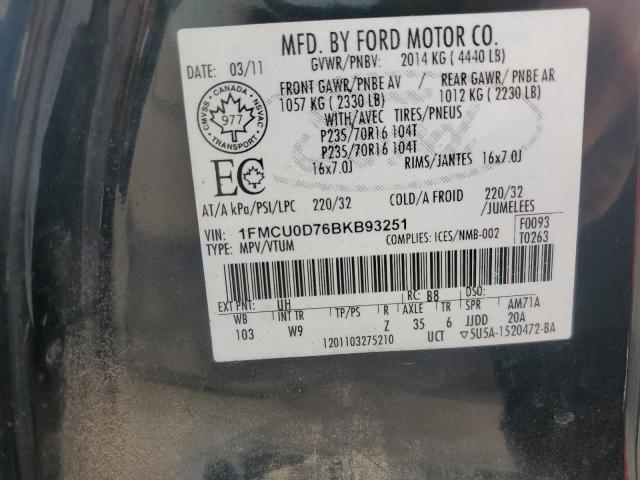 MFD. BY FORD MOTOR CO.
DATE: 03/11
GVWR/PNBV: 2014 KG ( 4440 LB)
FRONT GAWR/PNBE AV
1057 KG ( 2330 LB)
REAR GAWR/ PNBE AR
1012 KG ( 2230 LB)
WITH/AVEC TIRES/PNEUS
P235/70R16 104T
P235/70R16 104T
16x7.0J
RIMS/JANTES 16x7.0J
CANADA
CMVSS
NSVAC
977
TRANSPORT
EC
AT/A kPa/PSI/LPC 220/32 COLD/A FROID 220/32
/JUMELEES
VIN: 1FMCU0D76BKB93251
TYPE: MPV/VTUM
COMPLIES: ICES/NMB-002
F0093
T0263
EXT PNT: UH RC: B8 DSO:
WB INT TR TP/PS R AXLE TR SPR AM71A
103 W9 Z 35 6 JJDD 20A
1201103275210
UCT
5U5A-1520472-BA